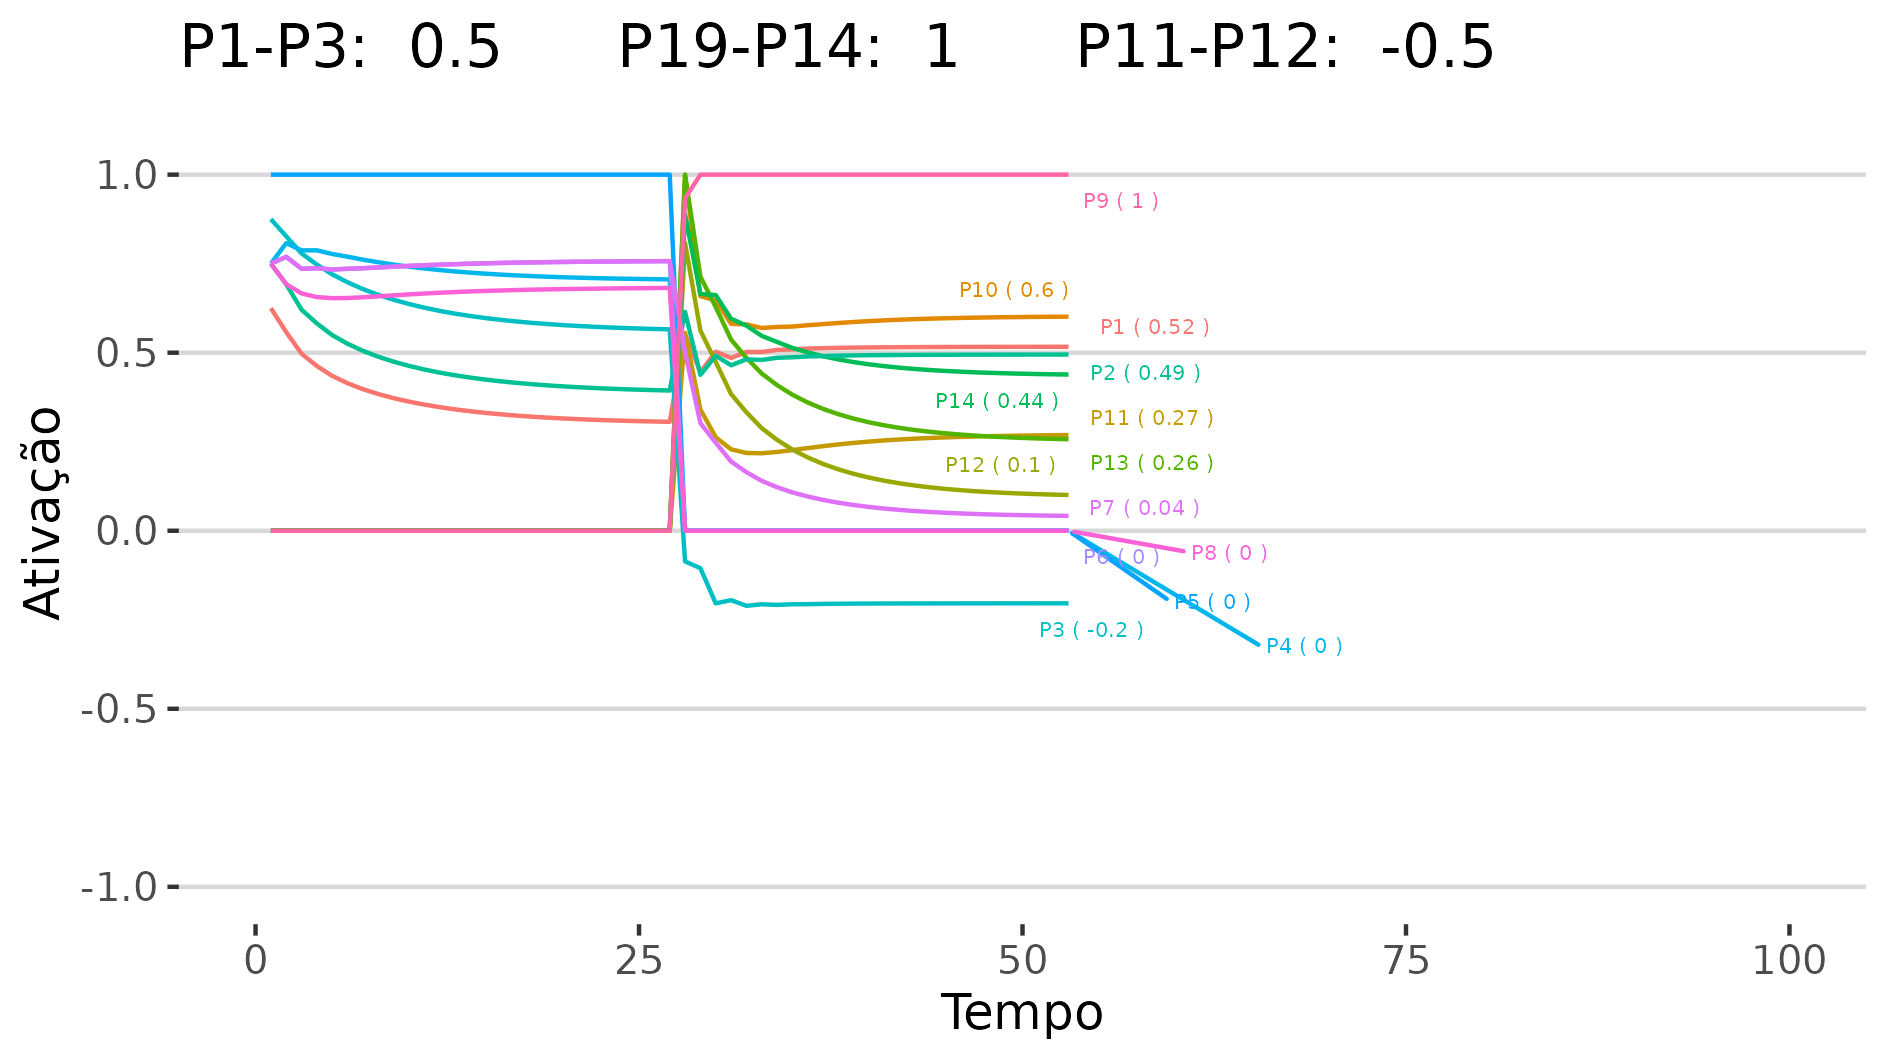 P1-P3: 0.5 P19-P14: 1 P11-P12: -0.5
Ativação
1.0
0.5
0.0
-0.5
-1.0
P9 ( 1 )
P10 ( 0.6 )
P1 ( 0.52 )
P2 ( 0.49 )
P14 ( 0.44 )
P11 ( 0.27 )
P12 ( 0.1 )
P13 ( 0.26 )
P7 ( 0.04 )
P8 ( 0 )
P6 ( 0 )
P5 ( 0 )
P3 ( -0.2 )
P4 ( 0 )
0 25 50 75 100
Tempo